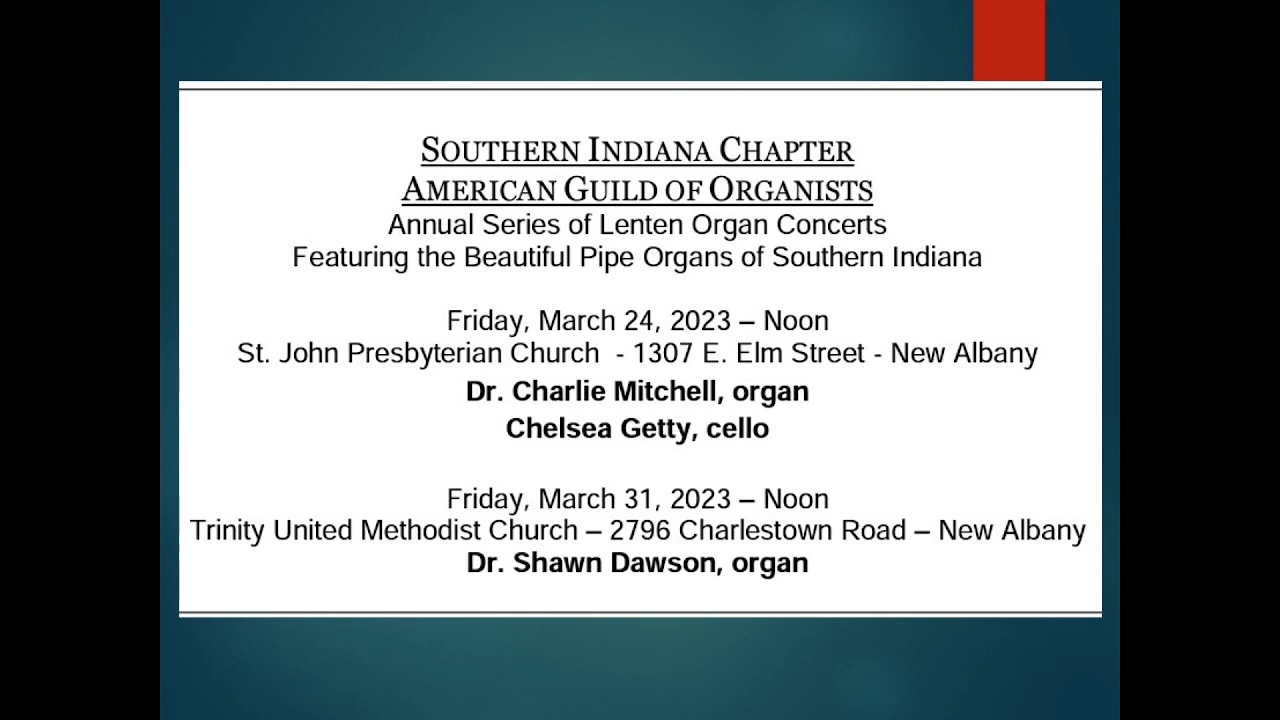 SOUTHERN INDIANA CHAPTER
AMERICAN GUILD OF ORGANISTS
Annual Series of Lenten Organ Concerts
Featuring the Beautiful Pipe Organs of Southern Indiana
Friday, March 24, 2023 – Noon
St. John Presbyterian Church  - 1307 E. Elm Street - New Albany
Dr. Charlie Mitchell, organ
Chelsea Getty, cello
Friday, March 31, 2023 – Noon
Trinity United Methodist Church – 2796 Charlestown Road – New Albany
Dr. Shawn Dawson, organ